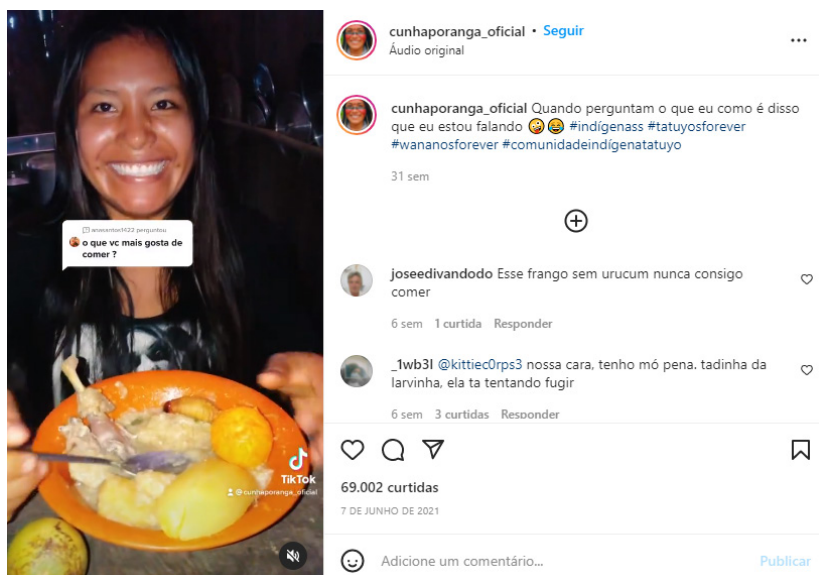 cunhaporanga_oficial • Seguir
Áudio original
cunhaporanga_oficial Quando perguntam o que eu como é disso
que eu estou falando 🤪😂 #indígenass #tatuyosforever
#wananosforever #comunidadeindígenatatuyo
31 sem
joseedivandodo Esse frango sem urucum nunca consigo
comer
6 sem 1 curtida Responder
_1wb3l @kittiec0rps3 nossa cara, tenho mó pena. tadinha da
larvinha, ela ta tentando fugir
6 sem 3 curtidas Responder
69.002 curtidas
7 DE JUNHO DE 2021
Adicione um comentário... Publicar
perguntou
o que vc mais gosta de
comer ?
TikTok
@cunhaporanga_oficial